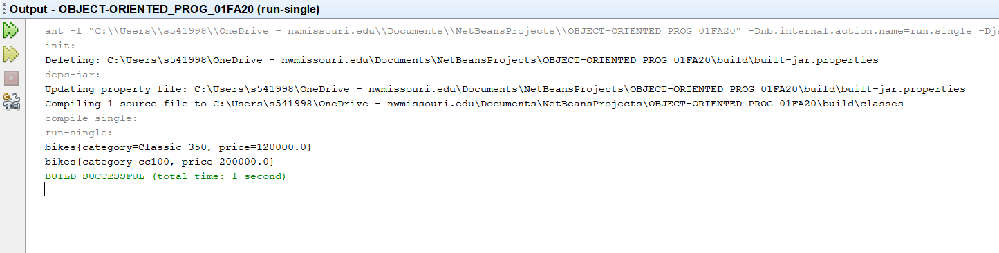 Output - OBJECT-ORIENTED_PROG_01FA20 (run-single)
ant -f "C:\\Users\\s541998\\OneDrive - nwmissouri.edu\\Documents\\NetBeansProjects\\OBJECT-ORIENTED PROG 01FA20" -Dnb.internal.action.name=run.single -Dja
init:
Deleting: C:\Users\s541998\OneDrive - nwmissouri.edu\Documents\NetBeansProjects\OBJECT-ORIENTED PROG 01FA20\build\built-jar.properties
deps-jar:
Updating property file: C:\Users\s541998\OneDrive - nwmissouri.edu\Documents\NetBeansProjects\OBJECT-ORIENTED PROG 01FA20\build\built-jar.properties
Compiling 1 source file to C:\Users\s541998\OneDrive - nwmissouri.edu\Documents\NetBeansProjects\OBJECT-ORIENTED PROG 01FA20\build\classes
compile-single:
run-single:
bikes{category=Classic 350, price=120000.0}
bikes{category=cc100, price=200000.0}
BUILD SUCCESSFUL (total time: 1 second)